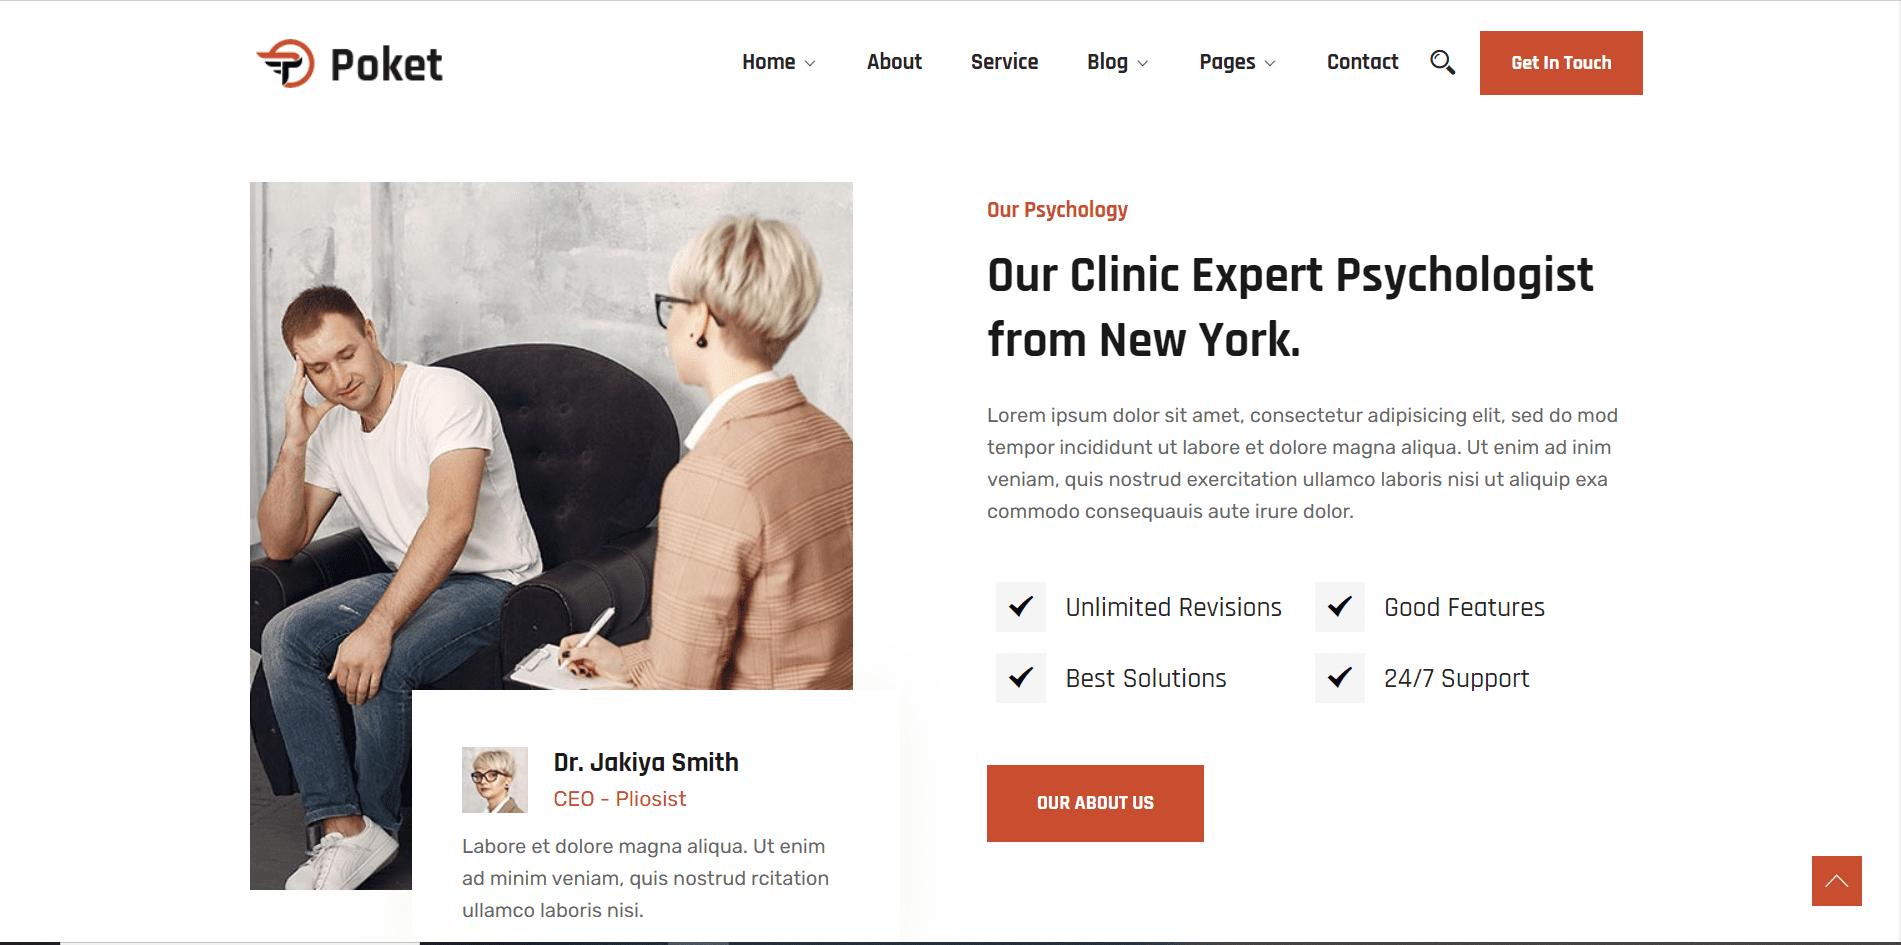 Poket
Home
About
Service
Blog
Pages
Contact
Get In Touch
Our Psychology
Our Clinic Expert Psychologist
from New York.
Lorem ipsum dolor sit amet, consectetur adipisicing elit, sed do mod
tempor incididunt ut labore et dolore magna aliqua. Ut enim ad inim
veniam, quis nostrud exercitation ullamco laboris nisi ut aliquip exa
commodo consequauis aute irure dolor.
Unlimited Revisions
Good Features
Best Solutions
24/7 Support
OUR ABOUT US
Dr. Jakiya Smith
CEO - Pliosist
Labore et dolore magna aliqua. Ut enim
ad minim veniam, quis nostrud rcitation
ullamco laboris nisi.